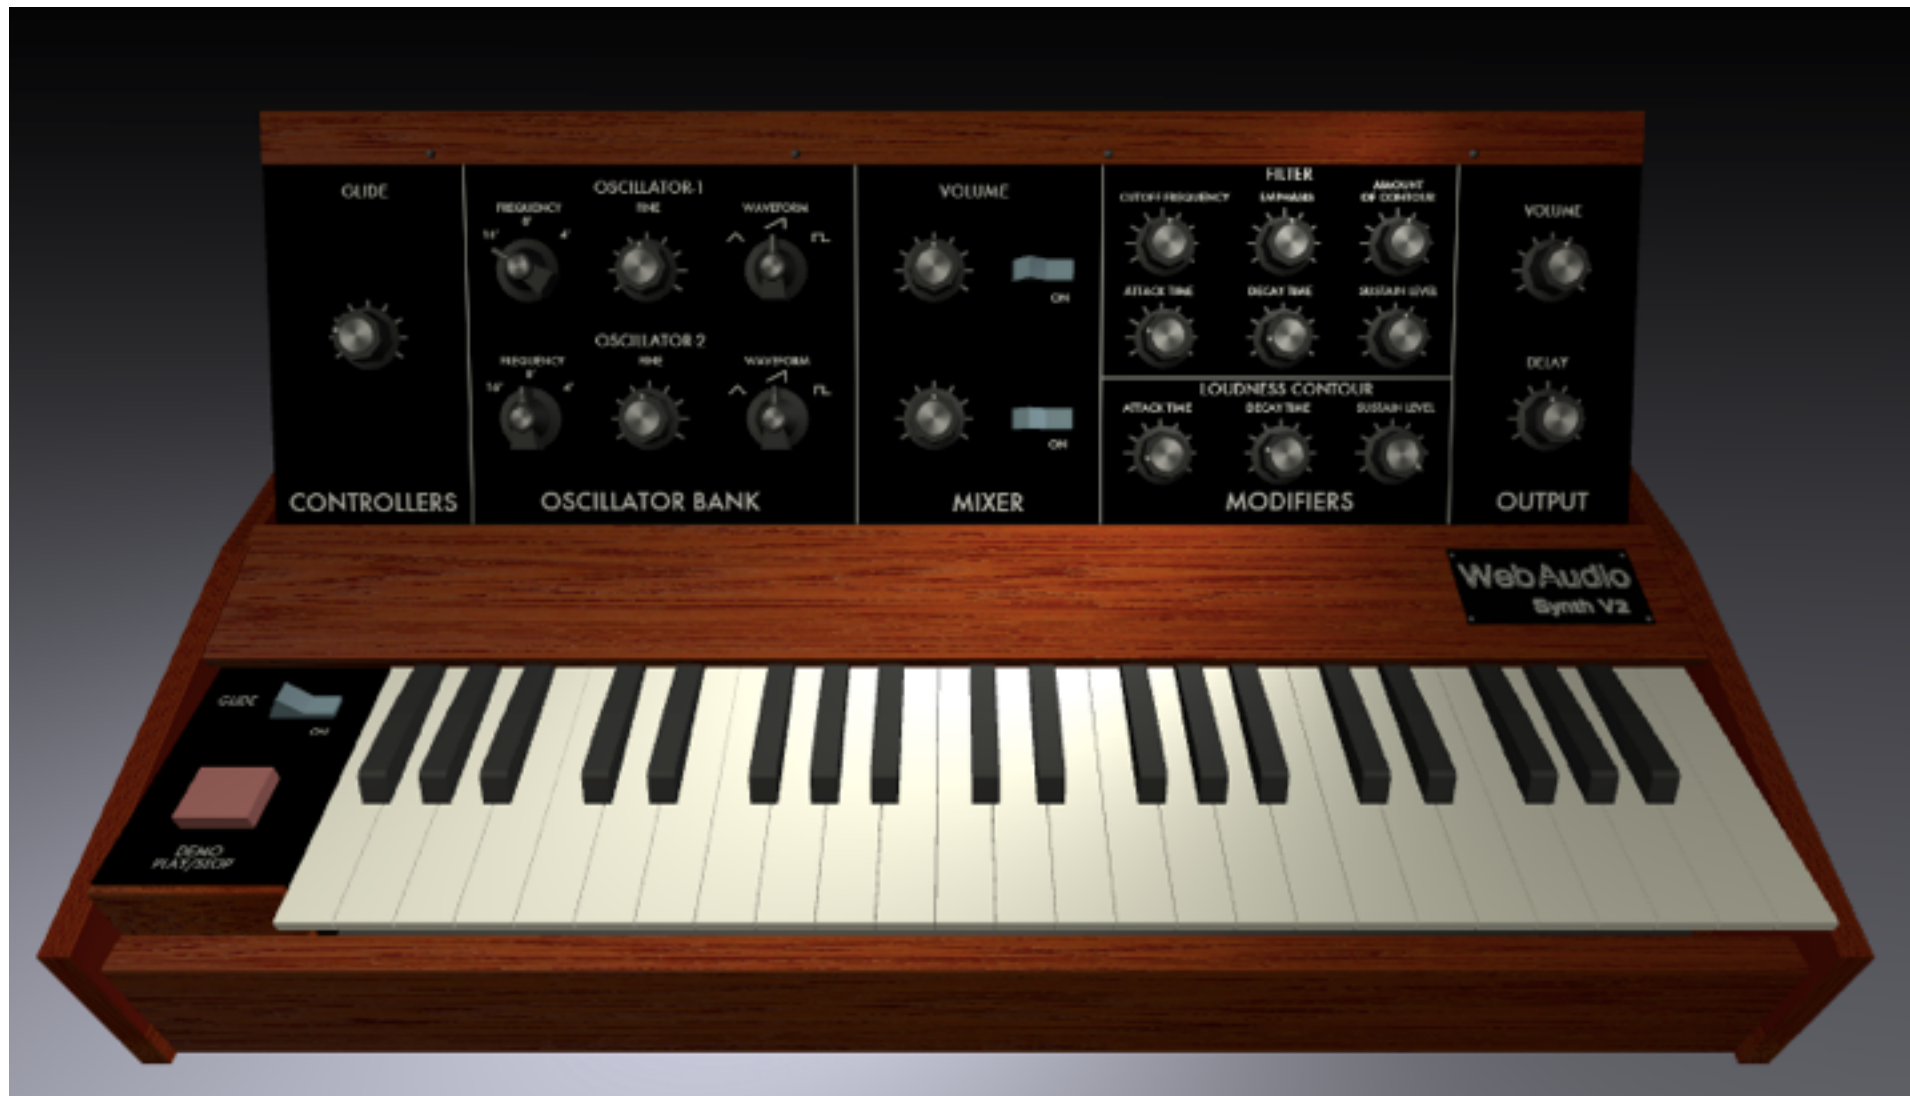 GLIDE
OSCILLATOR-1
FREQUENCY
16'
8'
4'
FINE
WAVEFORM
OSCILLATOR 2
FREQUENCY
16'
8'
4'
FINE
WAVEFORM
VOLUME
ON
ON
FILTER
CUTOFF FREQUENCY
EMPHASIS
AMOUNT
OF CONTOUR
ATTACK TIME
DECAY TIME
SUSTAIN LEVEL
LOUDNESS CONTOUR
ATTACK TIME
DECAY TIME
SUSTAIN LEVEL
VOLUME
DELAY
CONTROLLERS
OSCILLATOR BANK
MIXER
MODIFIERS
OUTPUT
WebAudio
Synth V2
GLIDE
ON
DEMO
PLAY/STOP